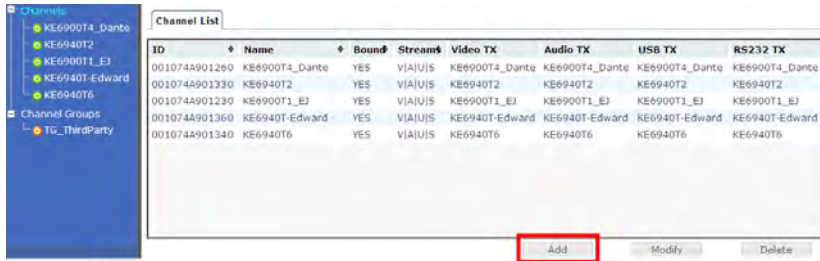 Channels
KE6900T4_Dante
KE6940T2
KE6900T1_EJ
KE6940T-Edward
KE6940T6
Channel Groups
TG_ThirdParty
Channel List
ID Name Bound Streams Video TX Audio TX USB TX RS232 TX
001074A901260 KE6900T4_Dante YES V|A|U|S KE6900T4_Dante KE6900T4_Dante KE6900T4_Dante KE6900T4_Dante
001074A901330 KE6940T2 YES V|A|U|S KE6940T2 KE6940T2 KE6940T2 KE6940T2
001074A901230 KE6900T1_EJ YES V|A|U|S KE6900T1_EJ KE6900T1_EJ KE6900T1_EJ KE6900T1_EJ
001074A901360 KE6940T-Edward YES V|A|U|S KE6940T-Edward KE6940T-Edward KE6940T-Edward KE6940T-Edward
001074A901340 KE6940T6 YES V|A|U|S KE6940T6 KE6940T6 KE6940T6 KE6940T6
Add Modify Delete